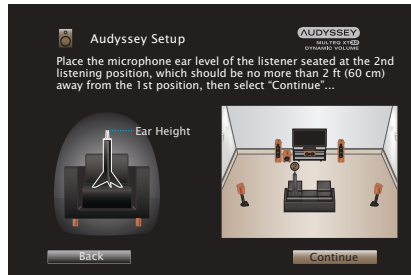 Audyssey Setup
AUDYSSEY
MULTEQ XT32
DYNAMIC VOLUME
Place the microphone ear level of the listener seated at the 2nd
listening position, which should be no more than 2 ft (60 cm)
away from the 1st position, then select “Continue”...
Ear Height
Back
Continue